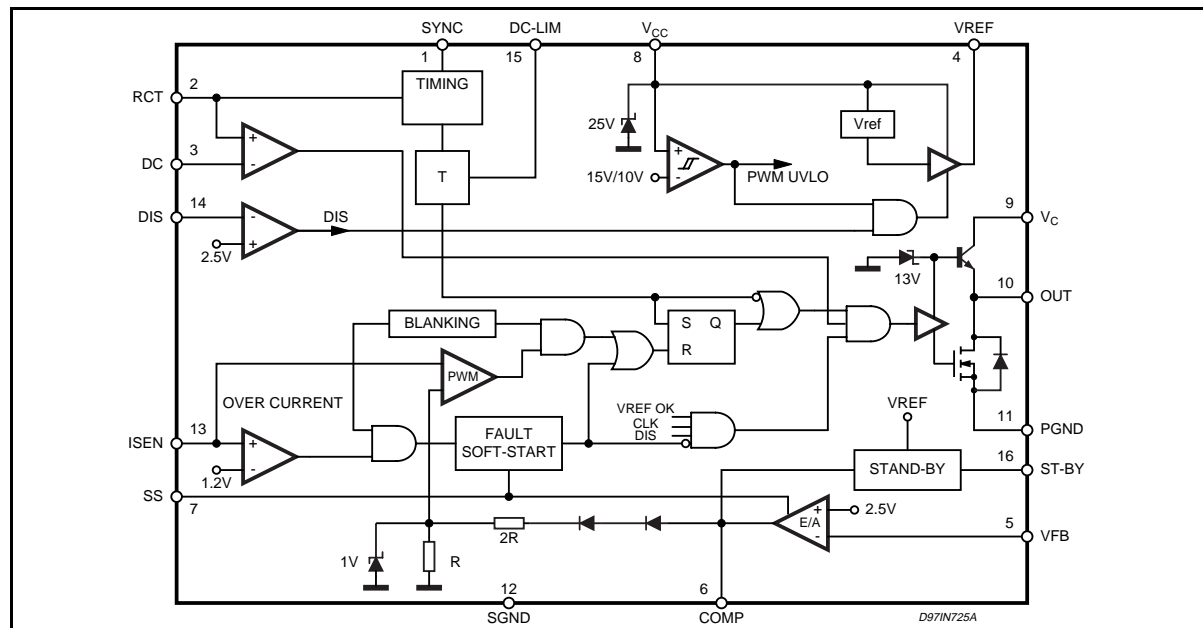 SYNC DC-LIM VCC VREF
1 15 8 4
2
RCT
TIMING
25V
Vref
+
-
3
DC
T
+
-
15V/10V
PWM UVLO
14
DIS
-
+
DIS
2.5V
9
VC
13V
10
OUT
BLANKING
S Q
R
PWM
OVER CURRENT
VREF OK
CLK
DIS
VREF
11
PGND
13
ISEN
+
-
1.2V
FAULT
SOFT-START
STAND-BY
16
ST-BY
SS
7
E/A
+
-
2.5V
5
VFB
2R
1V
R
12
SGND
6
COMP
D97IN725A